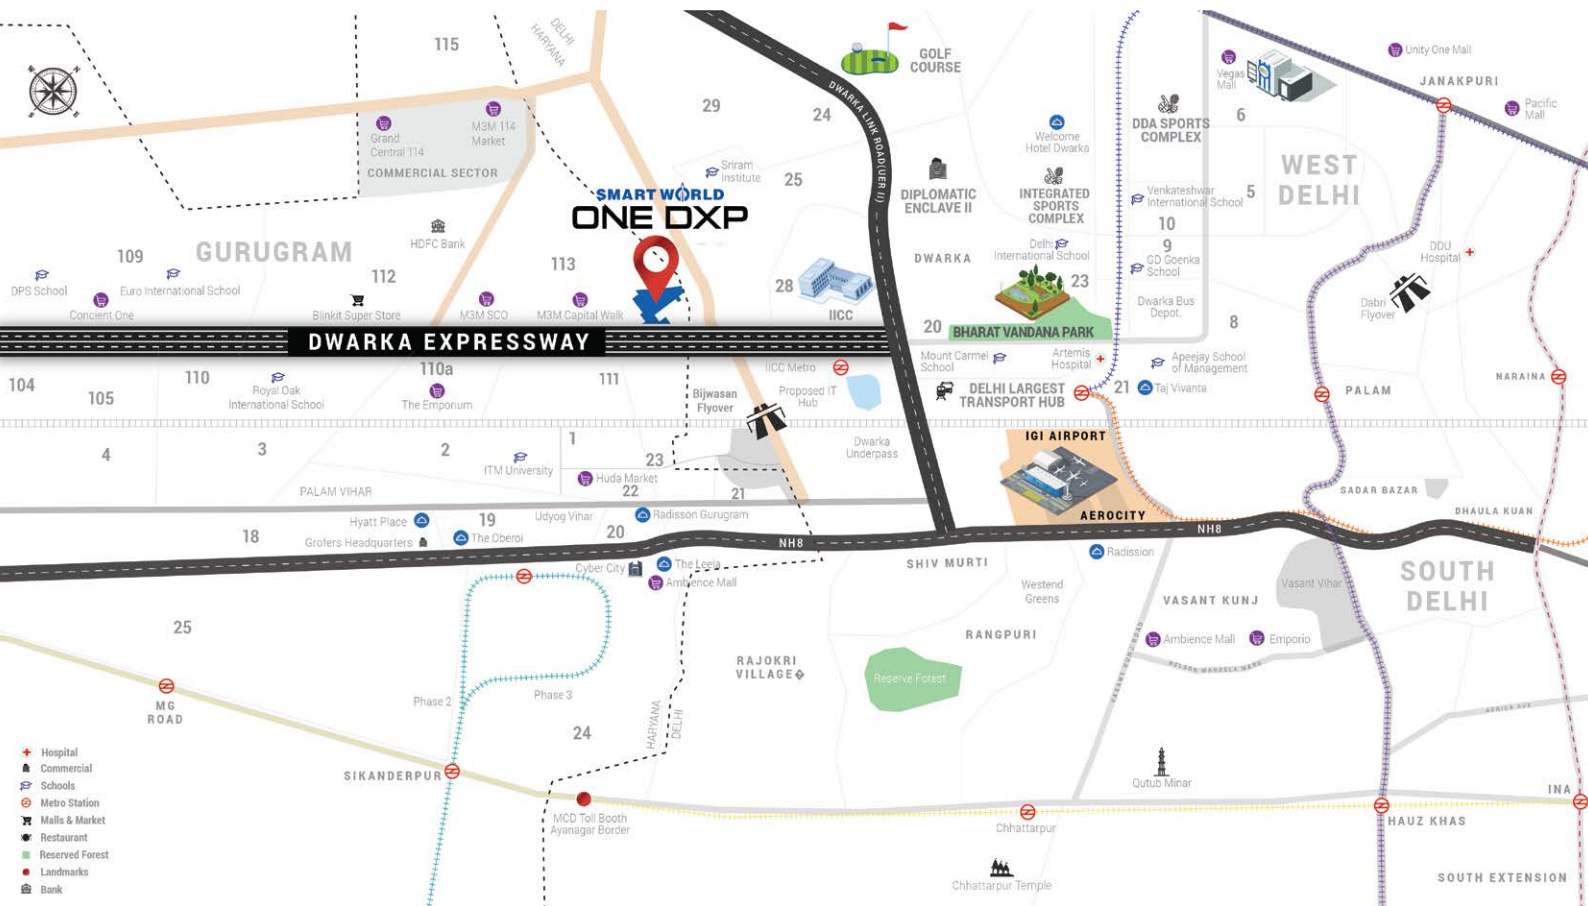 115
DELHI
HARYANA
GOLF
COURSE
DWARKA LINK ROAD(UER II)
Unity One Mall
JANAKPURI
Vegas
Mall
Pacific
Mall
6
DDA SPORTS
COMPLEX
Welcome
Hotel Dwarka
29
24
M3M 114
Market
Grand
Central 114
COMMERCIAL SECTOR
WEST
DELHI
Sriram
Institute
25
SMART WORLD
ONE DXP
DIPLOMATIC
ENCLAVE II
INTEGRATED
SPORTS
COMPLEX
Venkateshwar
International School
5
10
9
HDFC Bank
GURUGRAM
109
112
113
DWARKA
Delhi
International School
GD Goenka
School
DDU
Hospital
DPS School
Euro International School
Concient One
Blinkit Super Store
M3M SCO
M3M Capital Walk
28
IICC
23
Dwarka Bus
Depot.
Dabri
Flyover
20
BHARAT VANDANA PARK
8
DWARKA EXPRESSWAY
104
105
110
110a
111
Royal Oak
International School
The Emporium
IICC Metro
Bijwasan
Flyover
Proposed IT
Hub
Mount Carmel
School
Artemis
Hospital
Apeejay School
of Management
DELHI LARGEST
TRANSPORT HUB
21
Taj Vivanta
PALAM
NARAINA
4
3
2
1
ITM University
Huda Market
23
22
21
Dwarka
Underpass
IGI AIRPORT
AEROCITY
PALAM VIHAR
SADAR BAZAR
DHAULA KUAN
Hyatt Place
19
Udyog Vihar
Radisson Gurugram
18
Grofers Headquarters
The Oberoi
20
NH8
NH8
Cyber City
The Leela
Ambience Mall
SHIV MURTI
Radission
Westend
Greens
Vasant Vihar
SOUTH
DELHI
VASANT KUNJ
25
RANGPURI
Ambience Mall
Emporio
VASANT KUNJ ROAD
NELSON MANDELA MARG
RAJOKRI
VILLAGE�
Reserve Forest
MG
ROAD
Phase 2
Phase 3
HARYANA
DELHI
24
AFRICA AVE
Hospital
Commercial
Schools
Metro Station
Malls & Market
Restaurant
Reserved Forest
Landmarks
Bank
SIKANDERPUR
MCD Toll Booth
Ayanagar Border
Qutub Minar
INA
Chhattarpur
HAUZ KHAS
Chhattarpur Temple
SOUTH EXTENSION